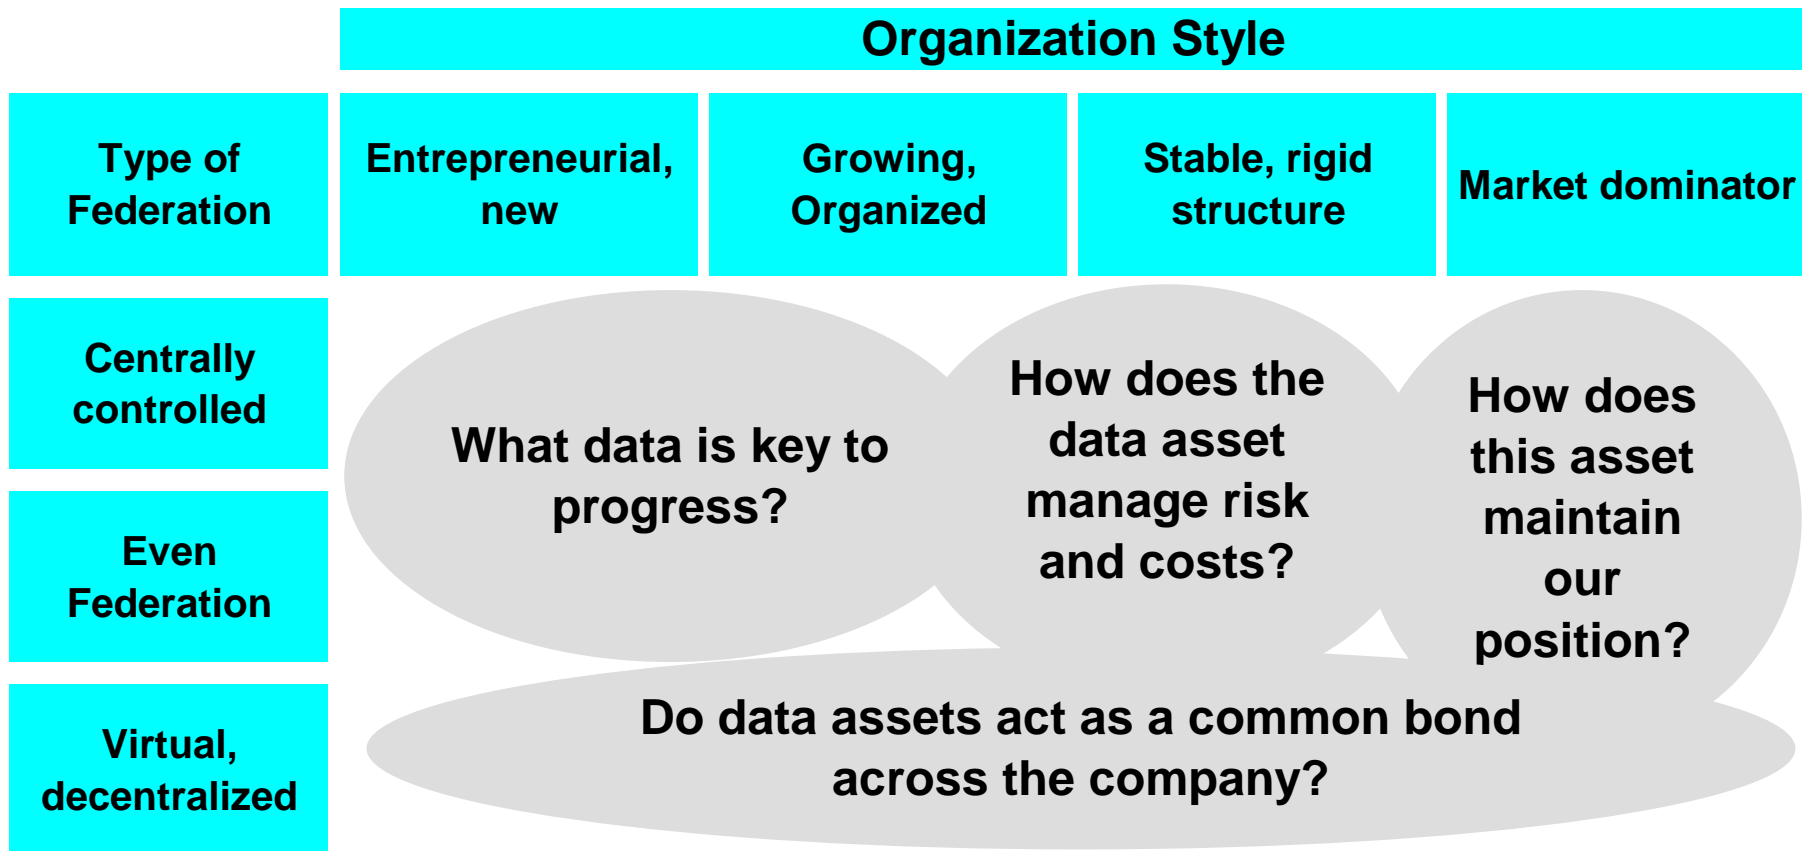 Organization Style
Type of
Federation
Entrepreneurial,
new
Growing,
Organized
Stable, rigid
structure
Market dominator
Centrally
controlled
What data is key to
progress?
How does the
data asset
manage risk
and costs?
How does
this asset
maintain
our
position?
Even
Federation
Virtual,
decentralized
Do data assets act as a common bond
across the company?